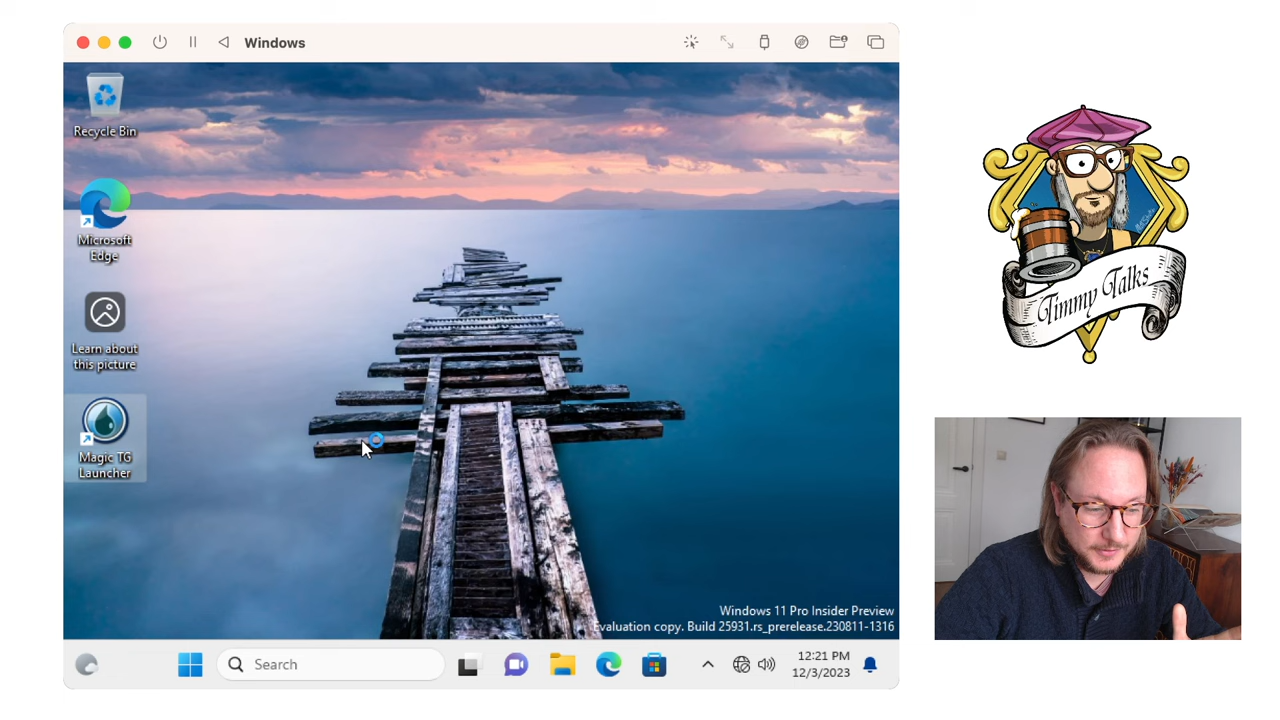 Windows
Recycle Bin
Microsoft
Edge
Learn about
this picture
Magic TG
Launcher
Timmy Talks
Windows 11 Pro Insider Preview
Evaluation copy. Build 25931.rs_prerelease.230811-1316
Search
12:21 PM
12/3/2023